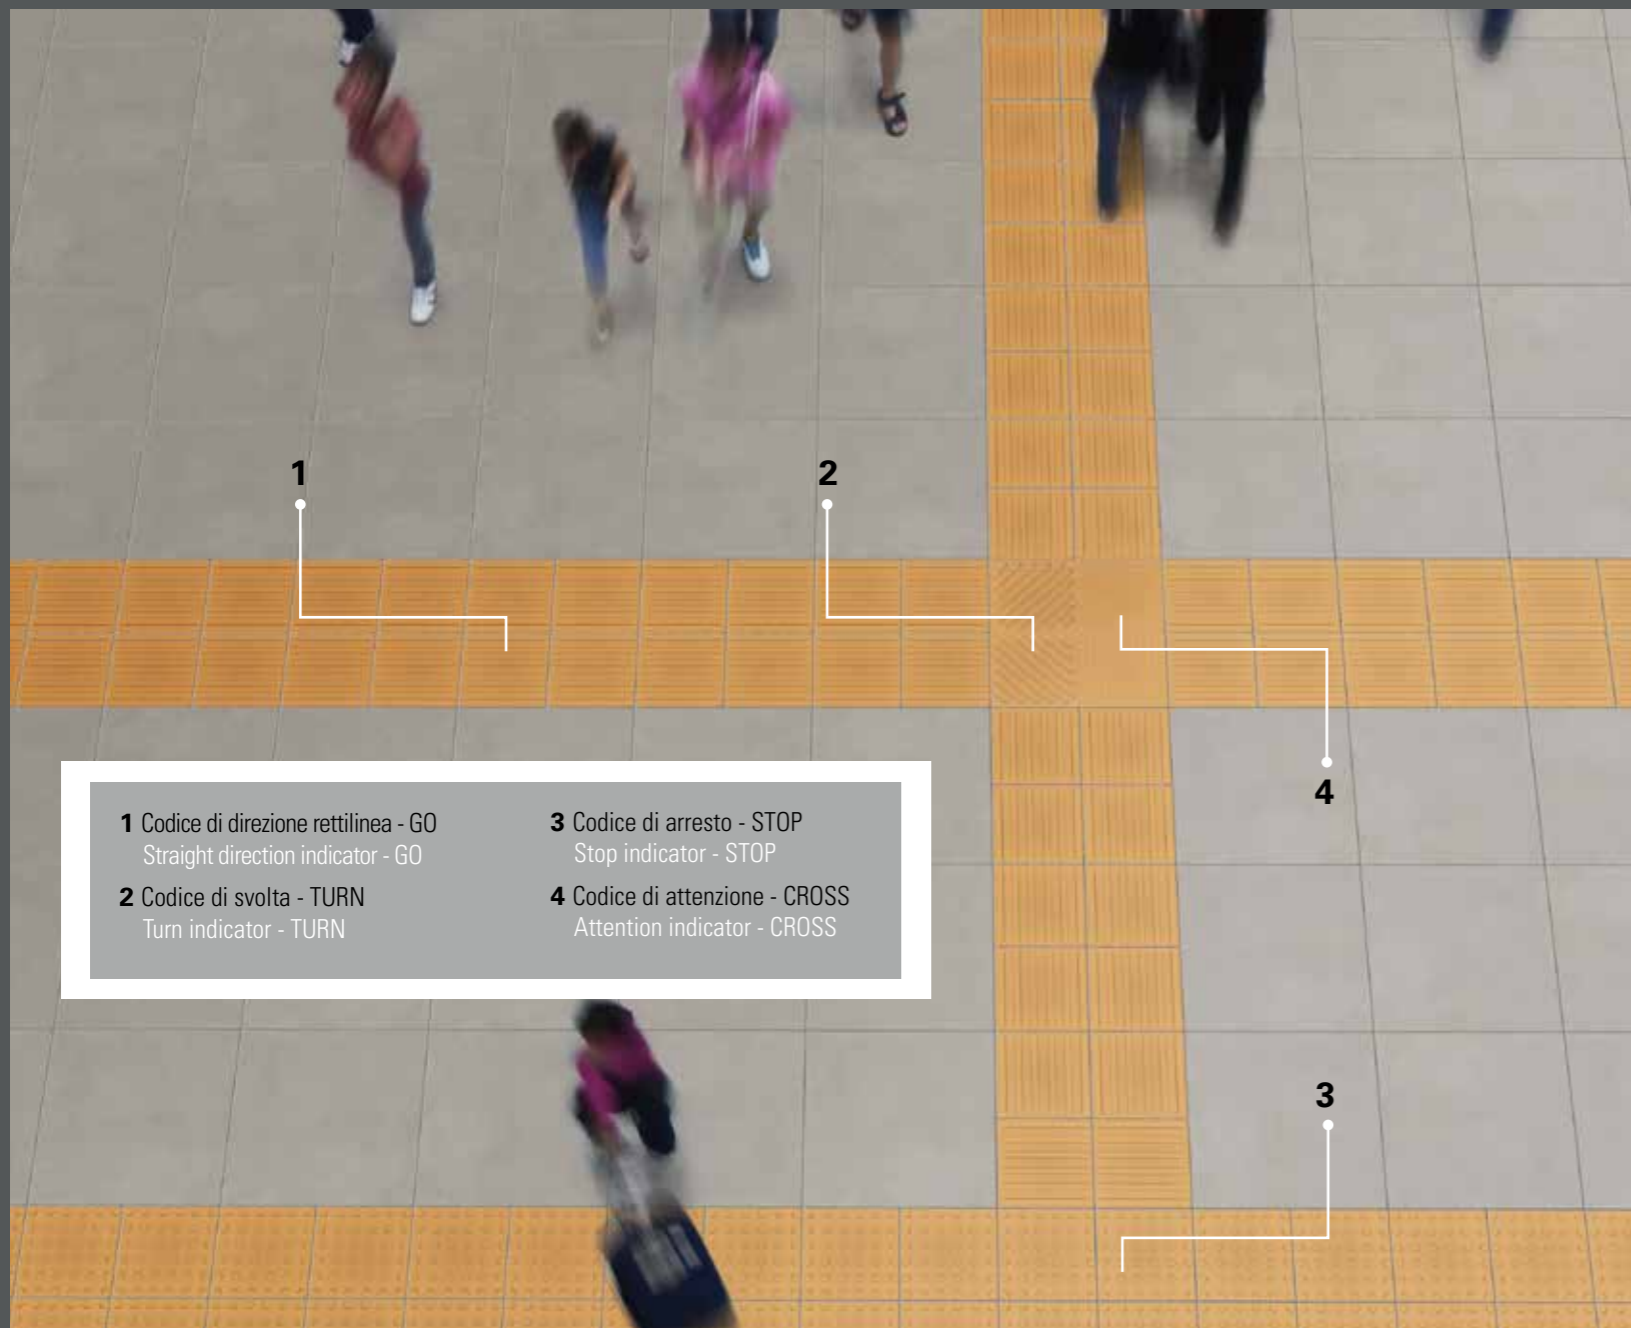 1
2
1 Codice di direzione rettilinea - GO
Straight direction indicator - GO
2 Codice di svolta - TURN
Turn indicator - TURN
3 Codice di arresto - STOP
Stop indicator - STOP
4 Codice di attenzione - CROSS
Attention indicator - CROSS
4
3